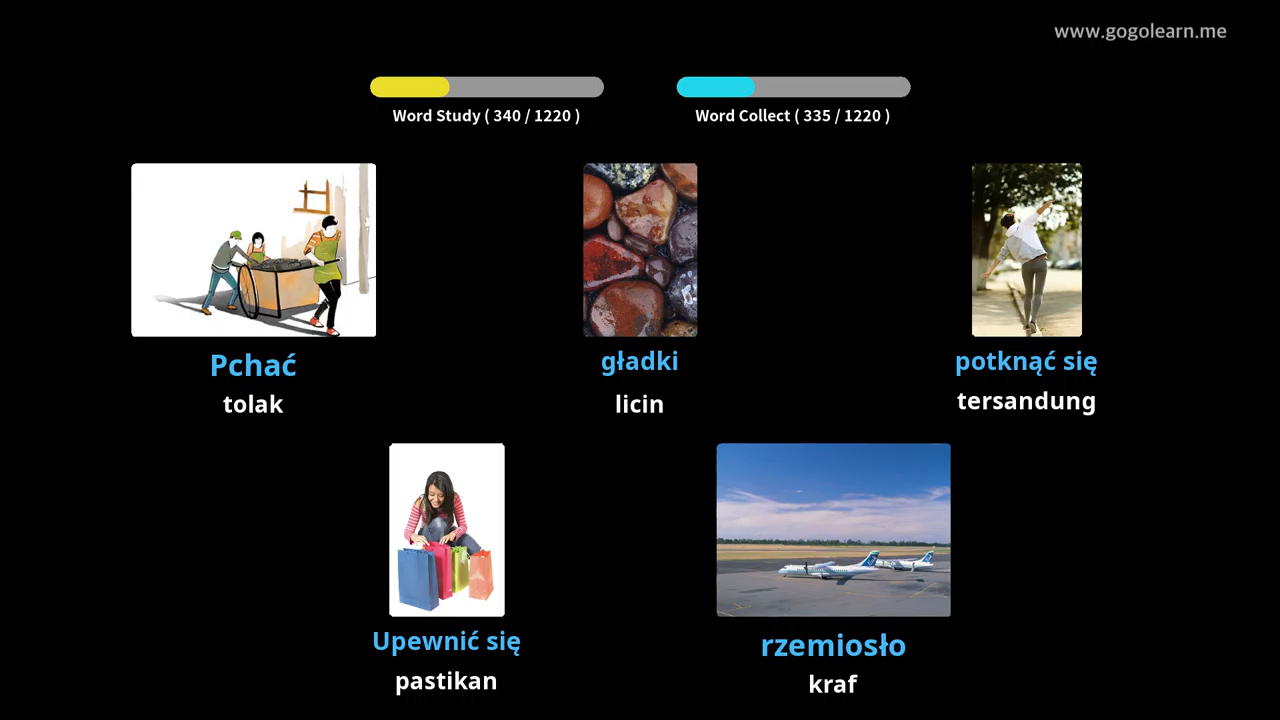 www.gogolearn.me
Word Study ( 340 / 1220 )
Word Collect ( 335 / 1220 )
Pchać
tolak
gładki
licin
potknąć się
tersandung
Upewnić się
pastikan
rzemiosło
kraf